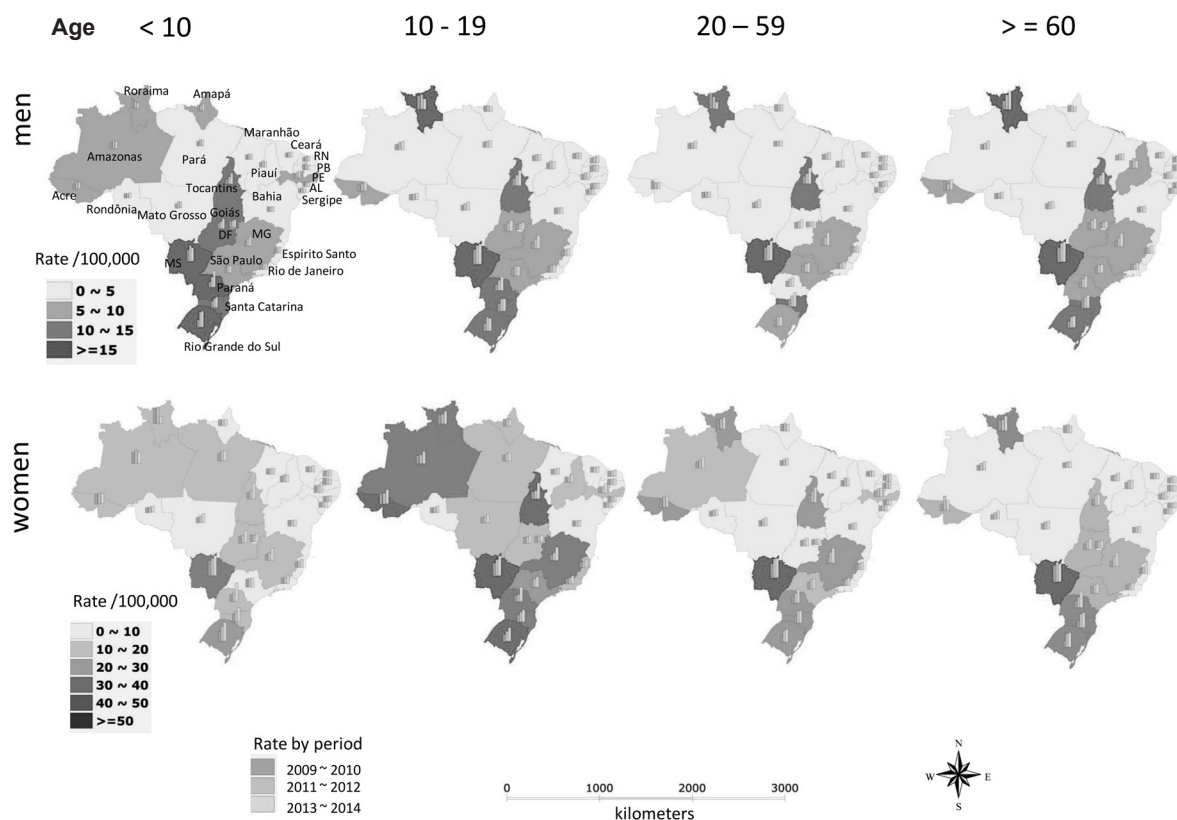 Age < 10 10 - 19 20 – 59 > = 60
men
Roraima
Amapá
Maranhão
Ceará
RN
PB
PE
AL
Sergipe
Amazonas
Pará
Piauí
Acre
Tocantins
Bahia
Rondônia
Mato Grosso
Goiás
DF
MG
MS
São Paulo
Espirito Santo
Rio de Janeiro
Paraná
Santa Catarina
Rio Grande do Sul
Rate /100,000
0 ~ 5
5 ~ 10
10 ~ 15
>=15
women
Rate /100,000
0 ~ 10
10 ~ 20
20 ~ 30
30 ~ 40
40 ~ 50
>=50
Rate by period
2009 ~ 2010
2011 ~ 2012
2013 ~ 2014
0 1000 2000 3000
kilometers
N
W E
S